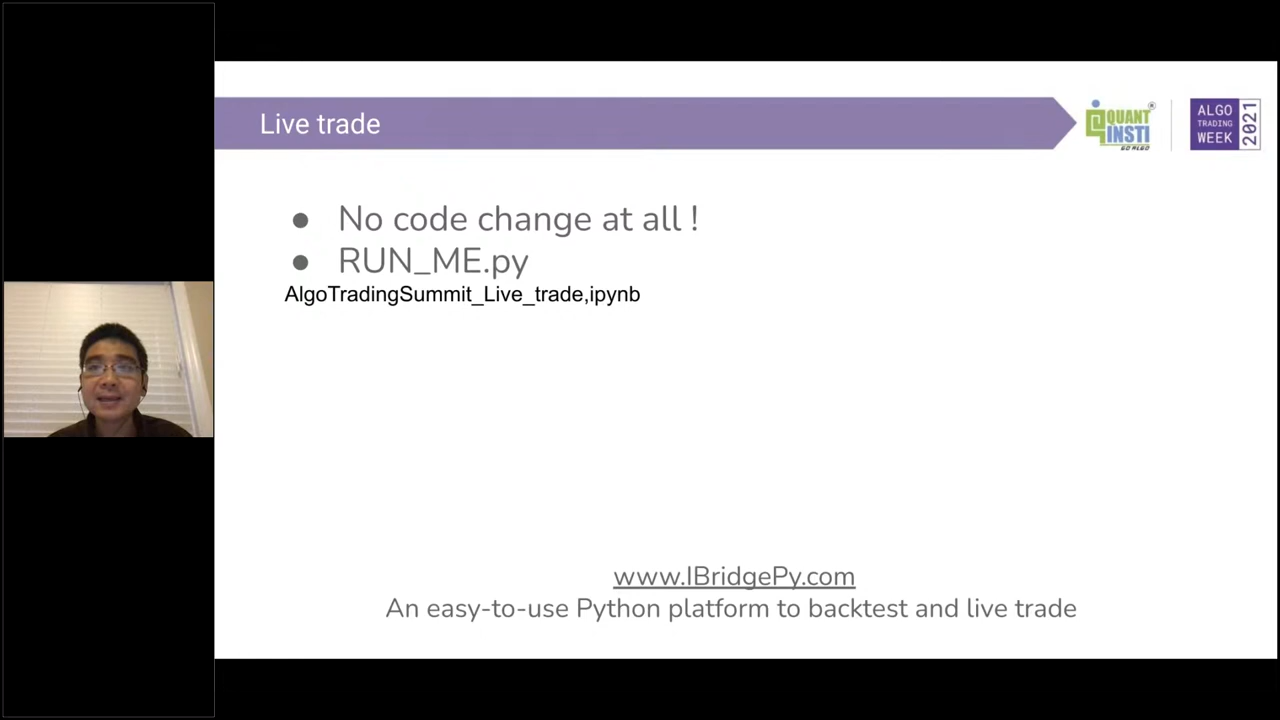 Live trade
QUANT
INSTI
GO ALGO
ALGO
TRADING
WEEK
2021
● No code change at all !
● RUN_ME.py
AlgoTradingSummit_Live_trade,ipynb
www.IBridgePy.com
An easy-to-use Python platform to backtest and live trade